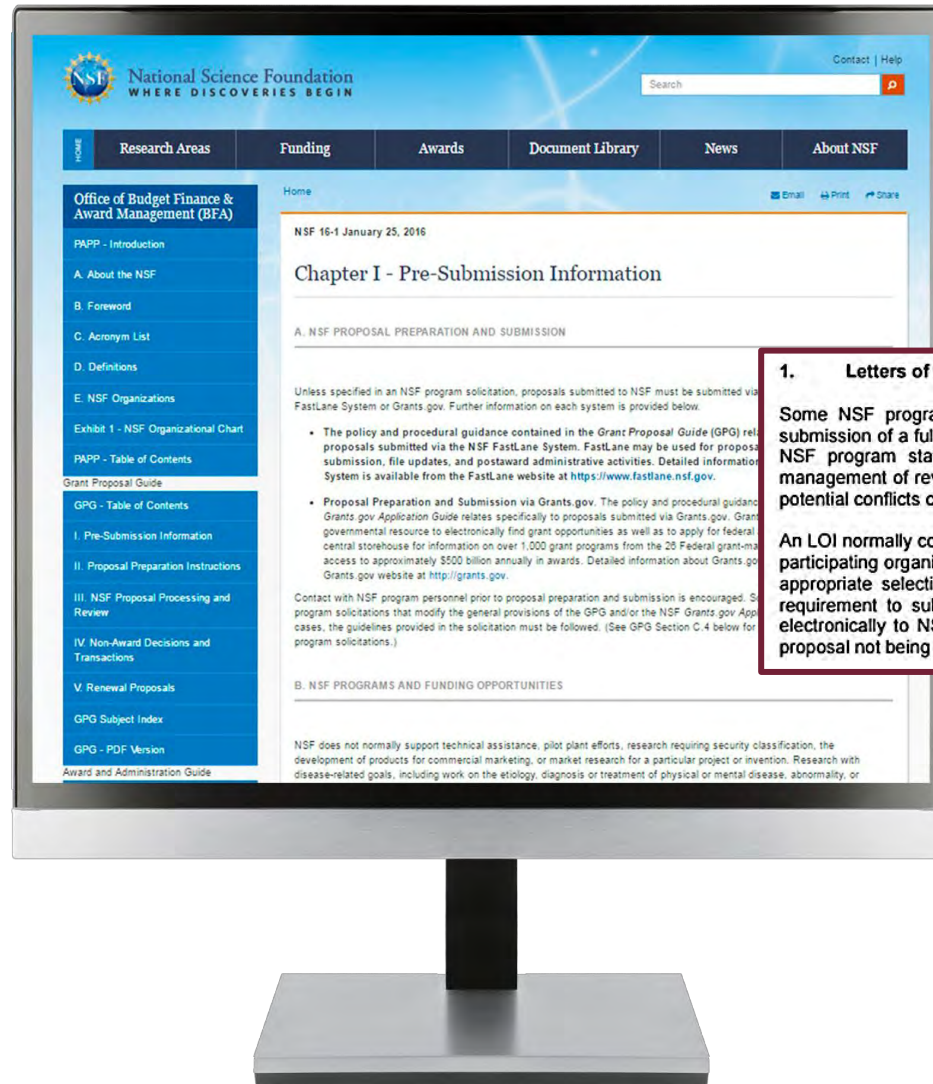 NSF
National Science Foundation
WHERE DISCOVERIES BEGIN
Contact | Help
Search
HOME
Research Areas
Funding
Awards
Document Library
News
About NSF
Office of Budget Finance &
Award Management (BFA)
PAPP - Introduction
A. About the NSF
B. Foreword
C. Acronym List
D. Definitions
E. NSF Organizations
Exhibit 1 - NSF Organizational Chart
PAPP - Table of Contents
Grant Proposal Guide
GPG - Table of Contents
I. Pre-Submission Information
II. Proposal Preparation Instructions
III. NSF Proposal Processing and
Review
IV. Non-Award Decisions and
Transactions
V. Renewal Proposals
GPG Subject Index
GPG - PDF Version
Award and Administration Guide
Home
Email Print Share
NSF 16-1 January 25, 2016
Chapter I - Pre-Submission Information
A. NSF PROPOSAL PREPARATION AND SUBMISSION
Unless specified in an NSF program solicitation, proposals submitted to NSF must be submitted via
FastLane System or Grants.gov. Further information on each system is provided below.
• The policy and procedural guidance contained in the Grant Proposal Guide (GPG) rel
proposals submitted via the NSF FastLane System. FastLane may be used for propos
submission, file updates, and postaward administrative activities. Detailed information
System is available from the FastLane website at https://www.fastlane.nsf.gov.
• Proposal Preparation and Submission via Grants.gov. The policy and procedural guidanc
Grants.gov Application Guide relates specifically to proposals submitted via Grants.gov. Grant
governmental resource to electronically find grant opportunities as well as to apply for federal
central storehouse for information on over 1,000 grant programs from the 26 Federal grant-ma
access to approximately $500 billion annually in awards. Detailed information about Grants.go
Grants.gov website at http://grants.gov.
Contact with NSF program personnel prior to proposal preparation and submission is encouraged. S
program solicitations that modify the general provisions of the GPG and/or the NSF Grants.gov Appl
cases, the guidelines provided in the solicitation must be followed. (See GPG Section C.4 below for
program solicitations.)
B. NSF PROGRAMS AND FUNDING OPPORTUNITIES
NSF does not normally support technical assistance, pilot plant efforts, research requiring security classification, the
development of products for commercial marketing, or market research for a particular project or invention. Research with
disease-related goals, including work on the etiology, diagnosis or treatment of physical or mental disease, abnormality, or
1. Letters of
Some NSF progra
submission of a ful
NSF program sta
management of rev
potential conflicts o
An LOI normally co
participating organi
appropriate selecti
requirement to sul
electronically to NS
proposal not being